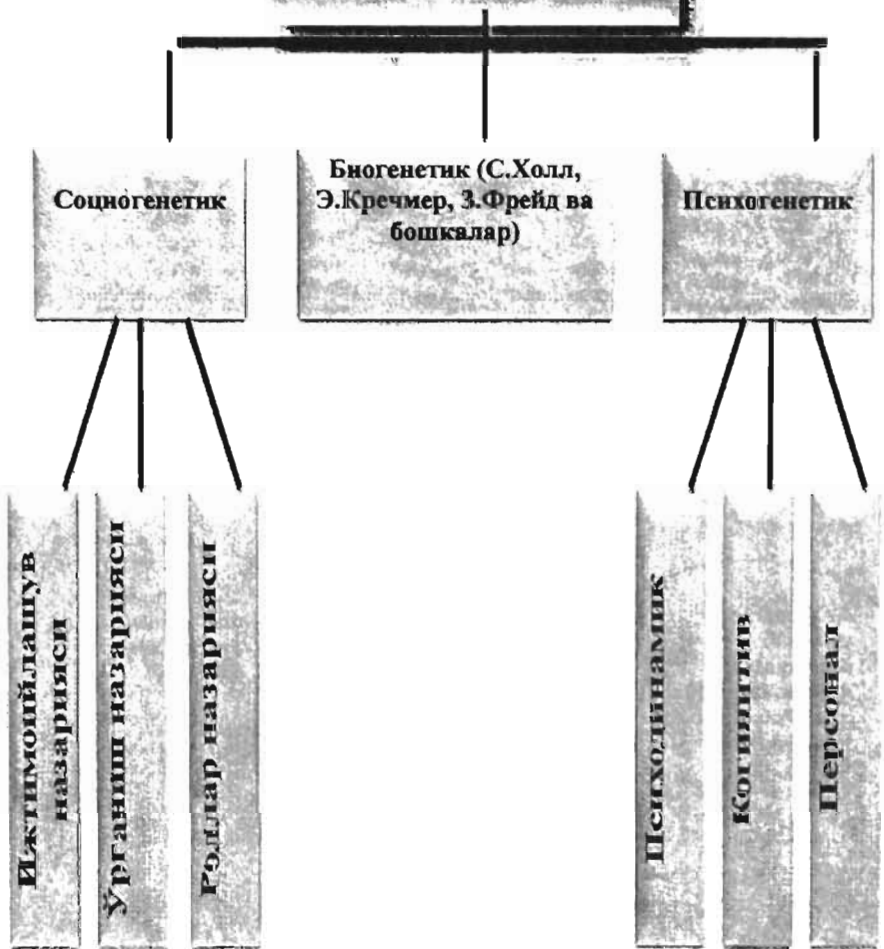 Социогенетик
Биогенетик (С.Холл,
Э.Кречмер, З.Фрейд ва
бошкалар)
Психогенетик
Ижтимоийлашув
назарияси
Ўрганиш назарияси
Роллар назарияси
Психодинамик
Когнитив
Персонал